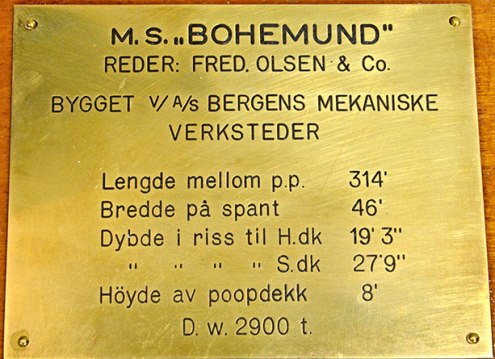 M.S. „BOHEMUND"
REDER: FRED. OLSEN & Co.
BYGGET V/ A/s BERGENS MEKANISKE
VERKSTEDER
Lengde mellom p.p. 314'
Bredde på spant 46'
Dybde i riss til H.dk 19' 3"
" " " " S.dk 27'9"
Höyde av poopdekk 8'
D.w. 2900 t.